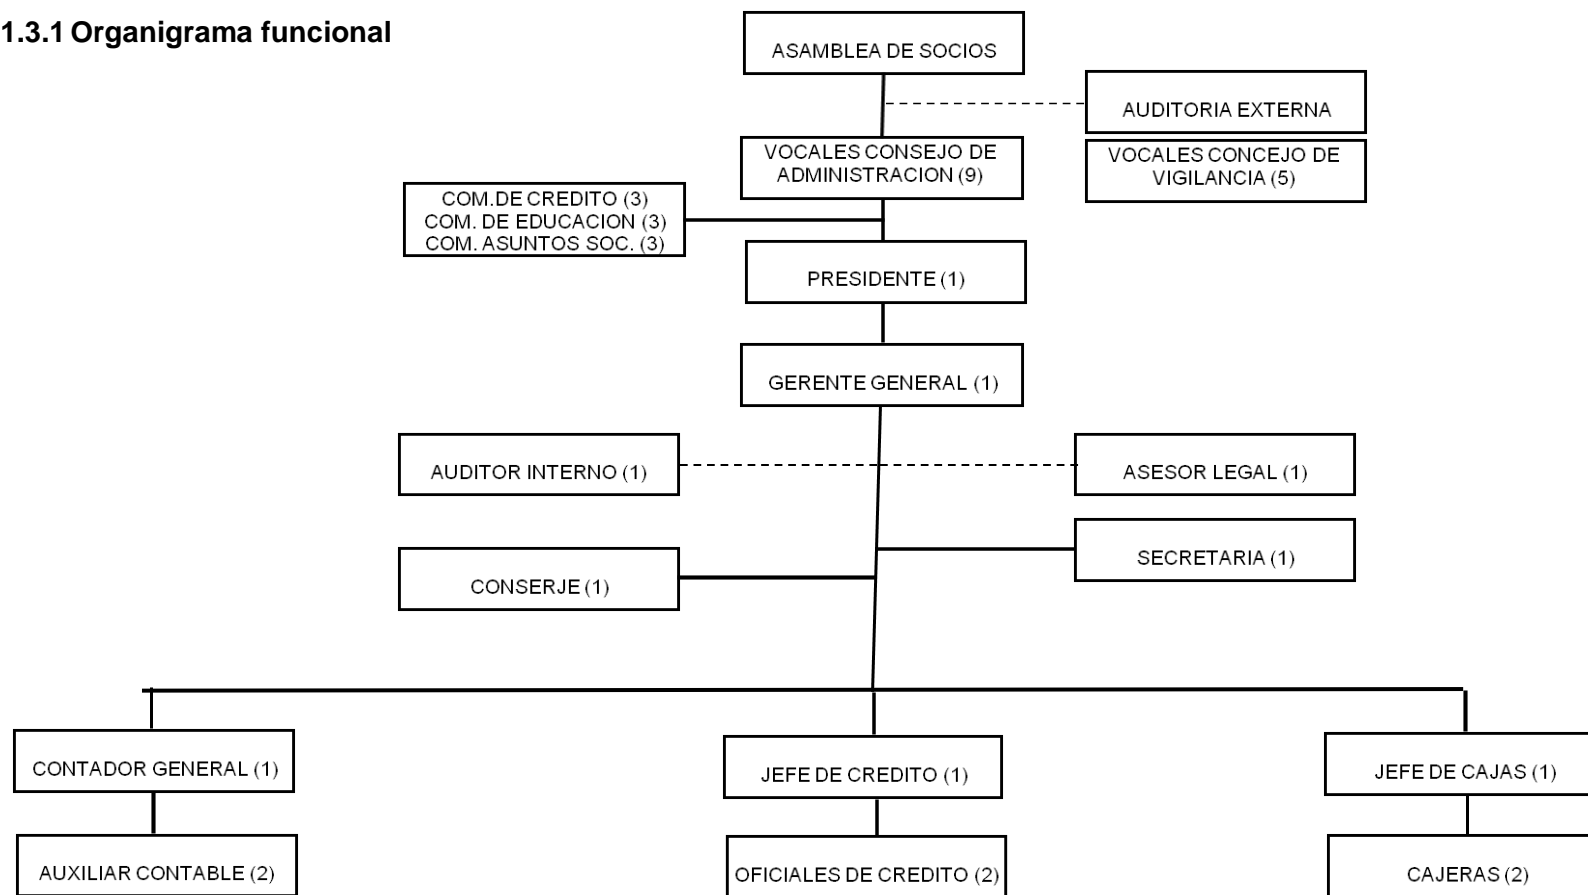 1.3.1 Organigrama funcional
ASAMBLEA DE SOCIOS
AUDITORIA EXTERNA
VOCALES CONSEJO DE
ADMINISTRACION (9)
VOCALES CONCEJO DE
VIGILANCIA (5)
COM.DE CREDITO (3)
COM. DE EDUCACION (3)
COM. ASUNTOS SOC. (3)
PRESIDENTE (1)
GERENTE GENERAL (1)
AUDITOR INTERNO (1)
ASESOR LEGAL (1)
SECRETARIA (1)
CONSERJE (1)
CONTADOR GENERAL (1)
JEFE DE CREDITO (1)
JEFE DE CAJAS (1)
AUXILIAR CONTABLE (2)
OFICIALES DE CREDITO (2)
CAJERAS (2)